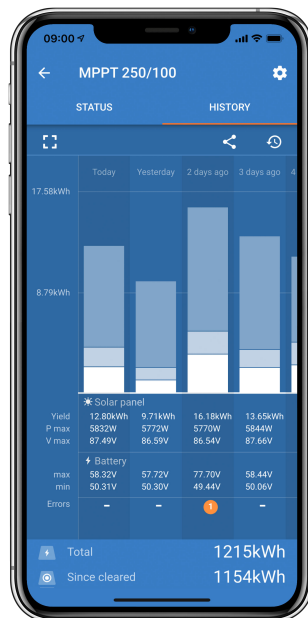 09:00
MPPT 250/100
STATUS HISTORY
Today Yesterday 2 days ago 3 days ago 4
17.58kWh
8.79kWh
Solar panel
Yield 12.80kWh 9.71kWh 16.18kWh 13.65kWh
P max 5832W 5772W 5770W 5844W
V max 87.49V 86.59V 86.54V 87.66V
Battery
max 58.32V 57.72V 77.70V 58.44V
min 50.31V 50.30V 49.44V 50.06V
Errors - - 1 -
Total 1215kWh
Since cleared 1154kWh